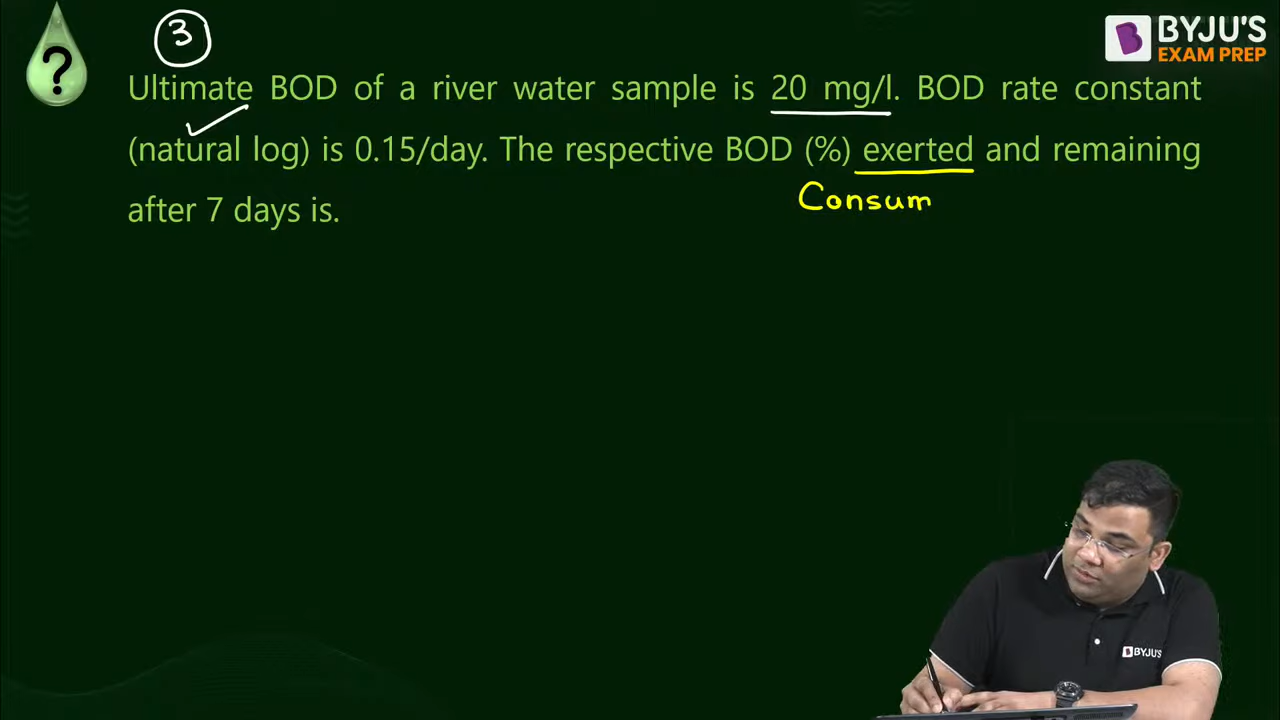 3
BYJU'S
EXAM PREP
?
Ultimate BOD of a river water sample is 20 mg/l. BOD rate constant
(natural log) is 0.15/day. The respective BOD (%) exerted and remaining
Consum
after 7 days is.
BYJU'S